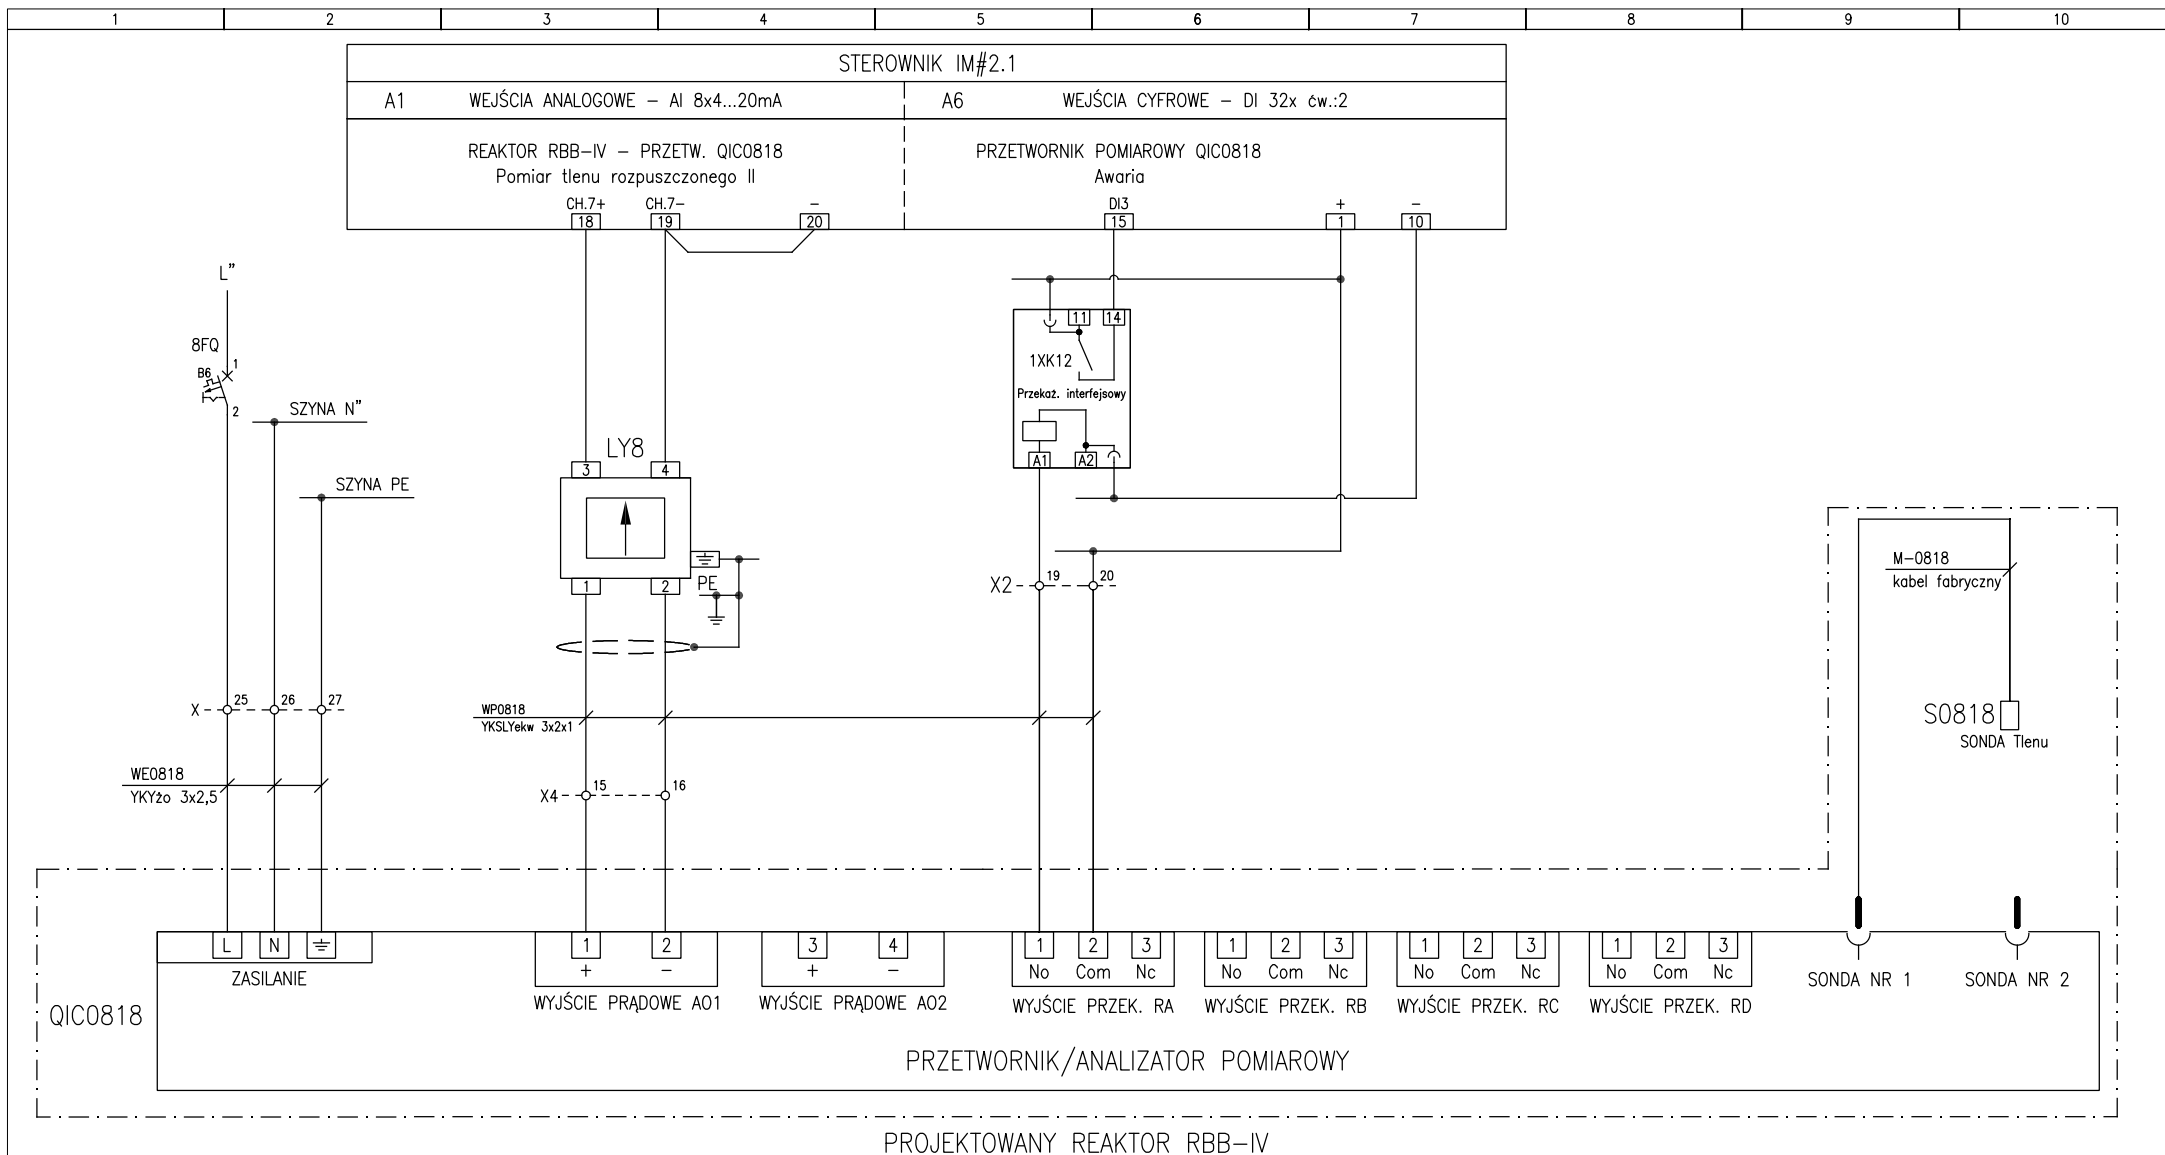 1 2 3 4 5 6 7 8 9 10
STEROWNIK IM#2.1
A1 WEJŚCIA ANALOGOWE – AI 8x4...20mA A6 WEJŚCIA CYFROWE – DI 32x ćw.:2
REAKTOR RBB–IV – PRZETW. QIC0818 PRZETWORNIK POMIAROWY QIC0818
Pomiar tlenu rozpuszczonego II Awaria
CH.7+ CH.7– – DI3 + –
18 19 20 15 1 10
L”
8FQ
1
B6
2
SZYNA N”
SZYNA PE
11 14
1XK12
Przekaź. interfejsowy
A1 A2
LY8
3 4
1 2
PE
X2 19 20
M–0818
kabel fabryczny
S0818
SONDA Tlenu
X 25 26 27
WP0818
YKSLYekw 3x2x1
WE0818
YKYżo 3x2,5
X4 15 16
L N
ZASILANIE
1 2
+ –
WYJŚCIE PRĄDOWE AO1
3 4
+ –
WYJŚCIE PRĄDOWE AO2
1 2 3
No Com Nc
WYJŚCIE PRZEK. RA
1 2 3
No Com Nc
WYJŚCIE PRZEK. RB
1 2 3
No Com Nc
WYJŚCIE PRZEK. RC
1 2 3
No Com Nc
WYJŚCIE PRZEK. RD
SONDA NR 1
SONDA NR 2
QIC0818
PRZETWORNIK/ANALIZATOR POMIAROWY
PROJEKTOWANY REAKTOR RBB–IV